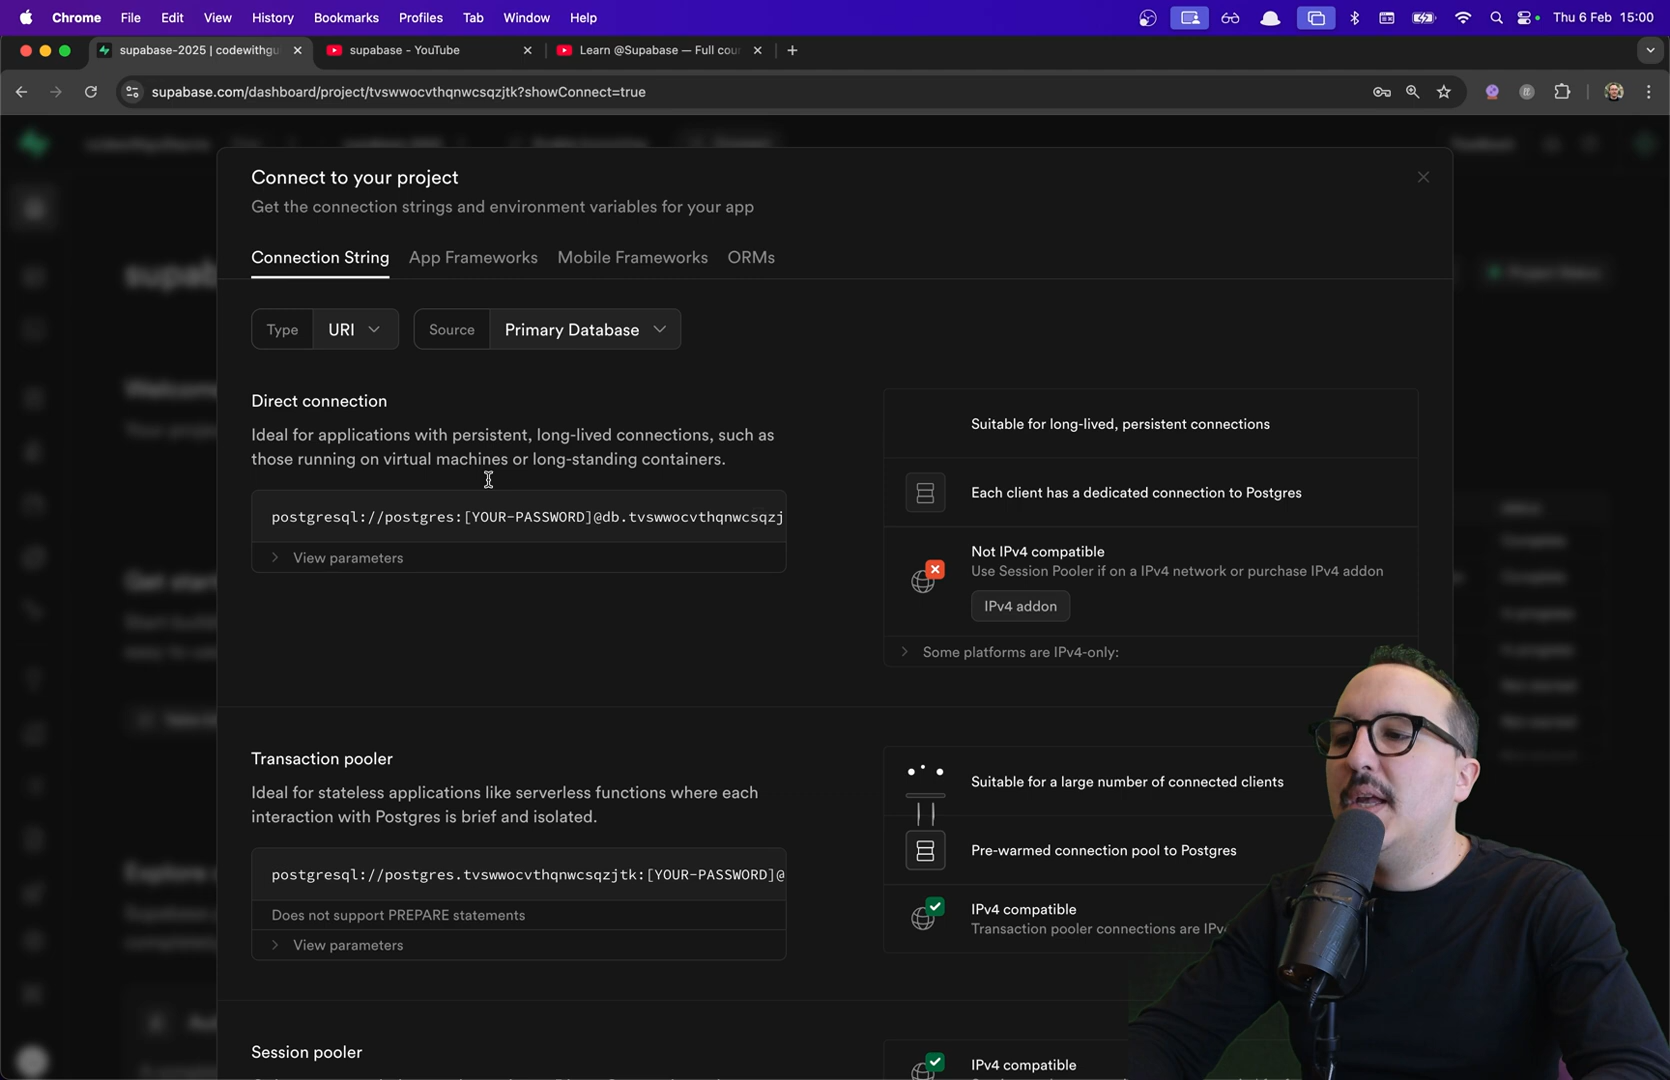 Chrome File Edit View History Bookmarks Profiles Tab Window Help Thu 6 Feb 15:00
supabase-2025 | codewithgu supabase - YouTube Learn @Supabase — Full cou
supabase.com/dashboard/project/tvswwocvthqnwcsqzjtk?showConnect=true
Connect to your project
Get the connection strings and environment variables for your app
Connection String App Frameworks Mobile Frameworks ORMs
Type URI Source Primary Database
Direct connection
Ideal for applications with persistent, long-lived connections, such as
those running on virtual machines or long-standing containers.
postgresql://postgres:[YOUR-PASSWORD]@db.tvswwocvthqnwcsqzj
View parameters
Suitable for long-lived, persistent connections
Each client has a dedicated connection to Postgres
Not IPv4 compatible
Use Session Pooler if on a IPv4 network or purchase IPv4 addon
IPv4 addon
Some platforms are IPv4-only:
Transaction pooler
Ideal for stateless applications like serverless functions where each
interaction with Postgres is brief and isolated.
postgresql://postgres.tvswwocvthqnwcsqzjtk:[YOUR-PASSWORD]@
Does not support PREPARE statements
View parameters
Suitable for a large number of connected clients
Pre-warmed connection pool to Postgres
IPv4 compatible
Transaction pooler connections are IPv
Session pooler
IPv4 compatible